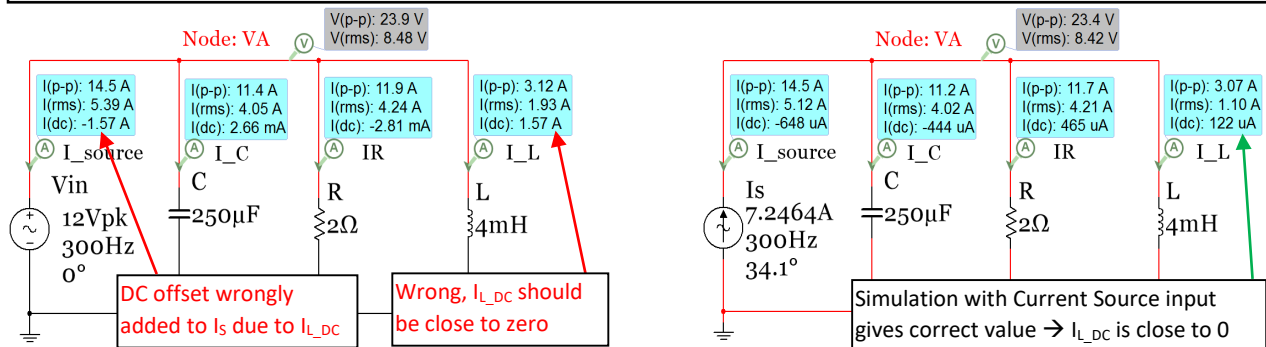 V(p-p): 23.9 V
V(rms): 8.48 V
Node: VA
V
I(p-p): 14.5 A
I(rms): 5.39 A
I(dc): -1.57 A
I(p-p): 11.4 A
I(rms): 4.05 A
I(dc): 2.66 mA
I(p-p): 11.9 A
I(rms): 4.24 A
I(dc): -2.81 mA
I(p-p): 3.12 A
I(rms): 1.93 A
I(dc): 1.57 A
A I_source
A I_C
A IR
A I_L
Vin
12Vpk
300Hz
0°
C
250µF
R
2Ω
L
4mH
DC offset wrongly
added to IS due to IL_DC
Wrong, IL_DC should
be close to zero
V(p-p): 23.4 V
V(rms): 8.42 V
Node: VA
V
I(p-p): 14.5 A
I(rms): 5.12 A
I(dc): -648 uA
I(p-p): 11.2 A
I(rms): 4.02 A
I(dc): -444 uA
I(p-p): 11.7 A
I(rms): 4.21 A
I(dc): 465 uA
I(p-p): 3.07 A
I(rms): 1.10 A
I(dc): 122 uA
A I_source
A I_C
A IR
A I_L
Is
7.2464A
300Hz
34.1°
C
250µF
R
2Ω
L
4mH
Simulation with Current Source input
gives correct value → IL_DC is close to 0